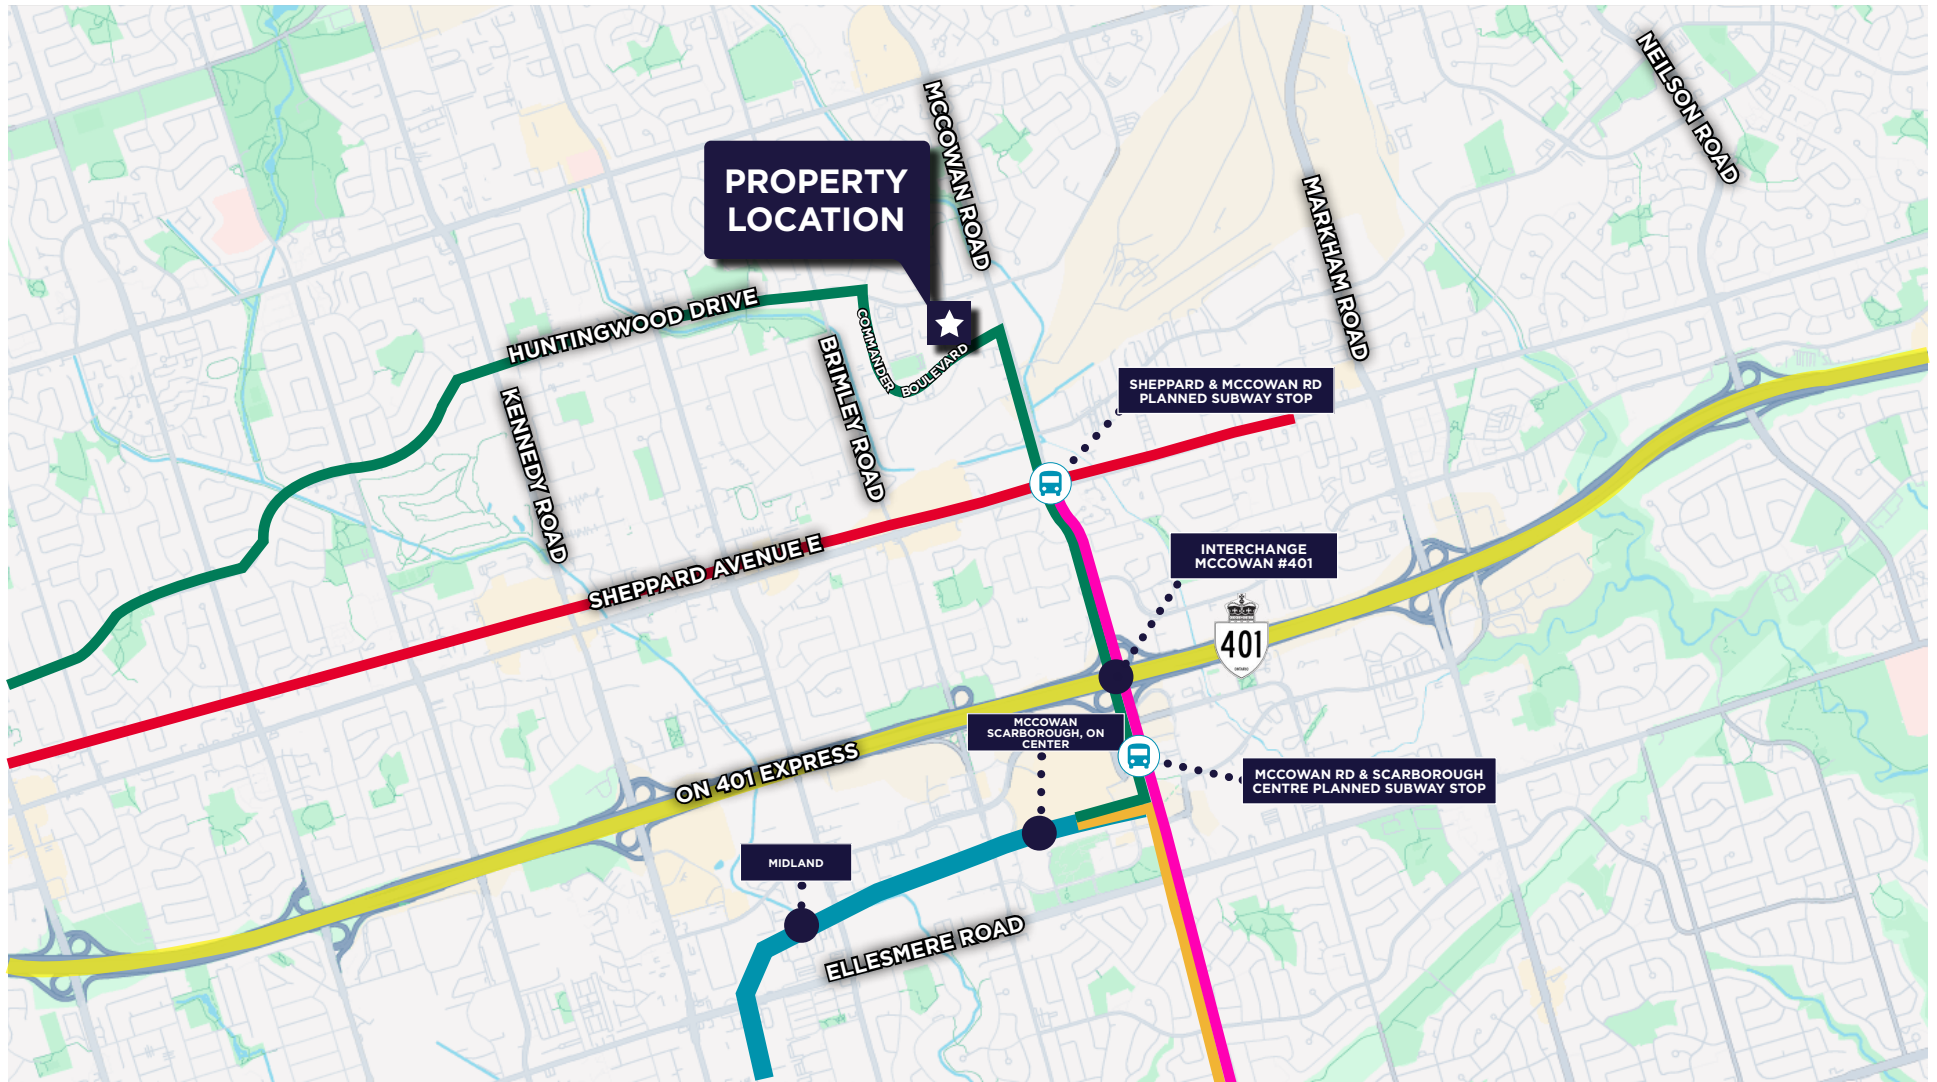 NEILSON ROAD
MCCOWAN ROAD
PROPERTY
LOCATION
MARKHAM ROAD
HUNTINGWOOD DRIVE
COMMANDER
BOULEVARD
BRIMLEY ROAD
KENNEDY ROAD
SHEPPARD & MCCOWAN RD
PLANNED SUBWAY STOP
SHEPPARD AVENUE E
INTERCHANGE
MCCOWAN #401
401
ONTARIO
MCCOWAN
SCARBOROUGH, ON
CENTER
ON 401 EXPRESS
MCCOWAN RD & SCARBOROUGH
CENTRE PLANNED SUBWAY STOP
MIDLAND
ELLESMERE ROAD